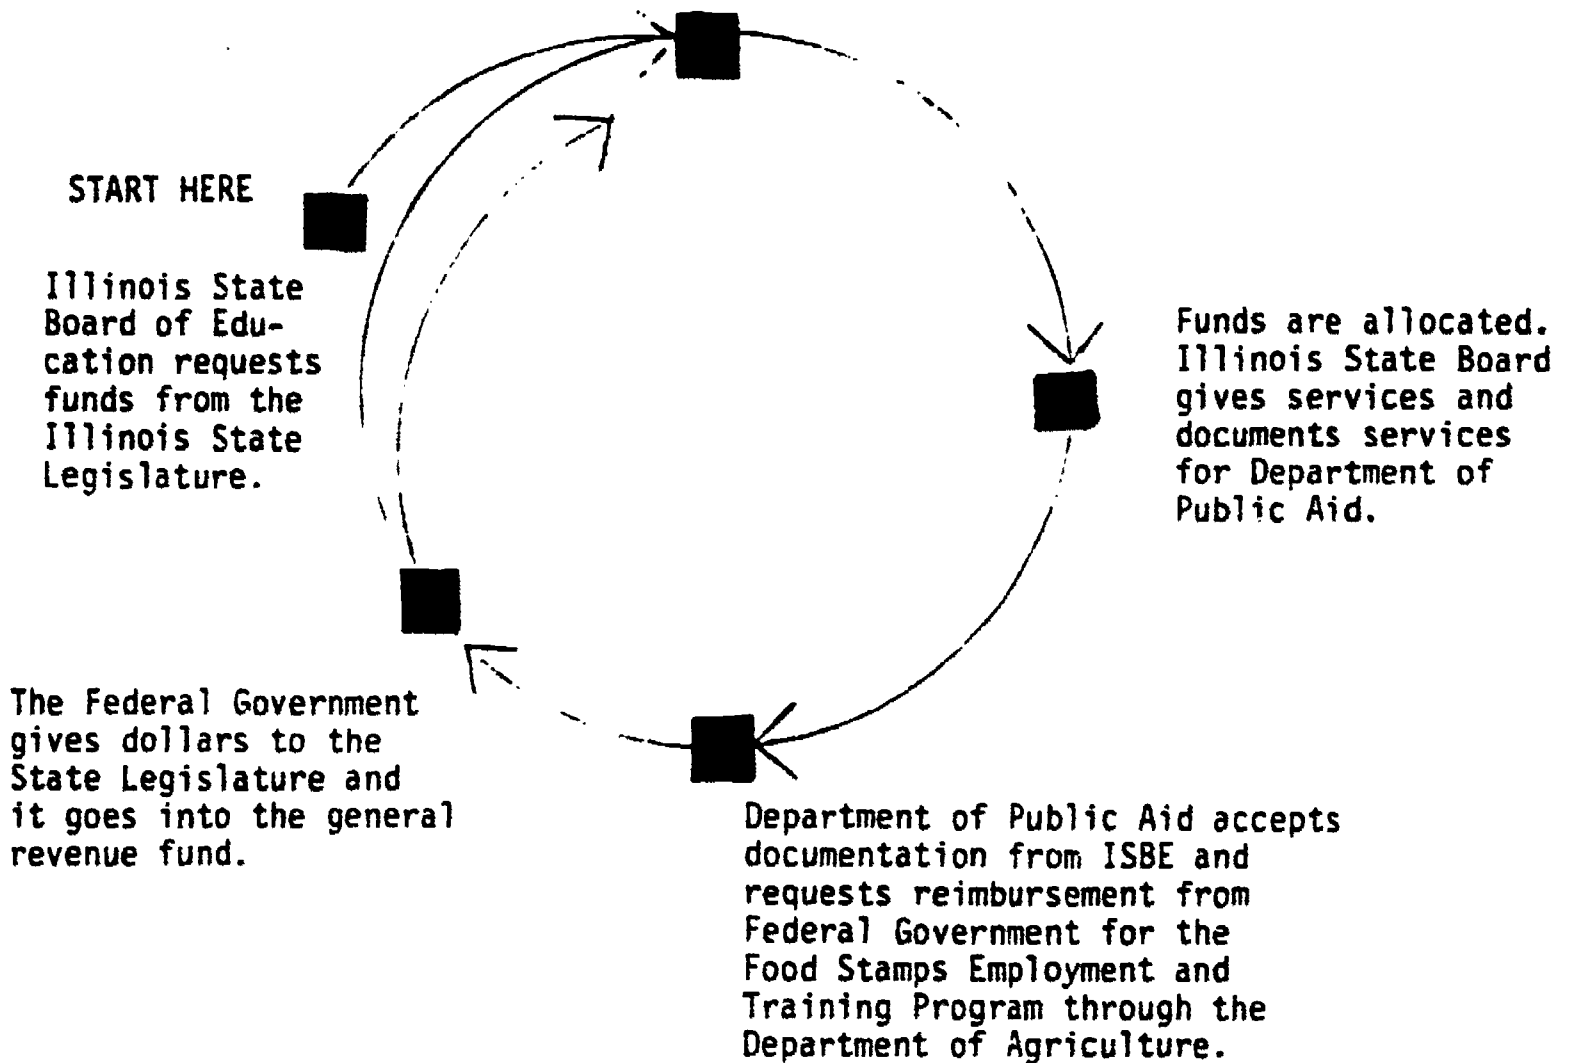 START HERE
Illinois State
Board of Edu-
cation requests
funds from the
Illinois State
Legislature.
Funds are allocated.
Illinois State Board
gives services and
documents services
for Department of
Public Aid.
Department of Public Aid accepts
documentation from ISBE and
requests reimbursement from
Federal Government for the
Food Stamps Employment and
Training Program through the
Department of Agriculture.
The Federal Government
gives dollars to the
State Legislature and
it goes into the general
revenue fund.